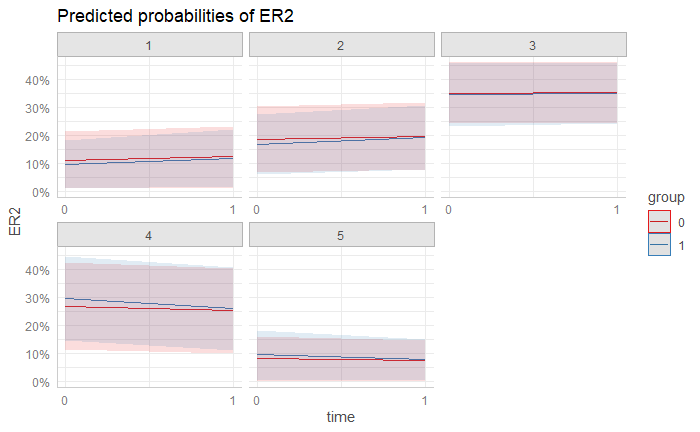 Predicted probabilities of ER2
1 2 3
40%
30%
20%
10%
0%
0 1 0 1 0 1
4 5
40%
30%
20%
10%
0%
0 1 0 1
ER2
time
group
0
1